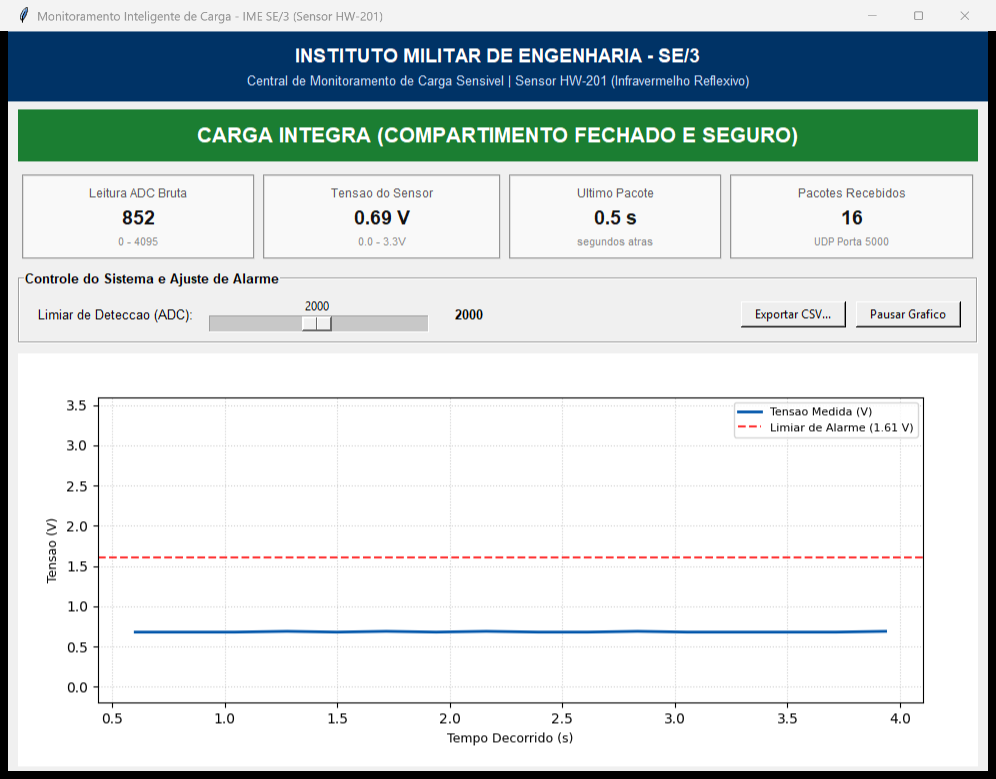 Monitoramento Inteligente de Carga - IME SE/3 (Sensor HW-201)
INSTITUTO MILITAR DE ENGENHARIA - SE/3
Central de Monitoramento de Carga Sensivel | Sensor HW-201 (Infravermelho Reflexivo)
CARGA INTEGRA (COMPARTIMENTO FECHADO E SEGURO)
Leitura ADC Bruta
852
0 - 4095
Tensao do Sensor
0.69 V
0.0 - 3.3V
Ultimo Pacote
0.5 s
segundos atras
Pacotes Recebidos
16
UDP Porta 5000
Controle do Sistema e Ajuste de Alarme
Limiar de Deteccao (ADC):
2000
2000
Exportar CSV...
Pausar Grafico
Tensao Medida (V)
Limiar de Alarme (1.61 V)
Tensao (V)
3.5
3.0
2.5
2.0
1.5
1.0
0.5
0.0
0.5 1.0 1.5 2.0 2.5 3.0 3.5 4.0
Tempo Decorrido (s)